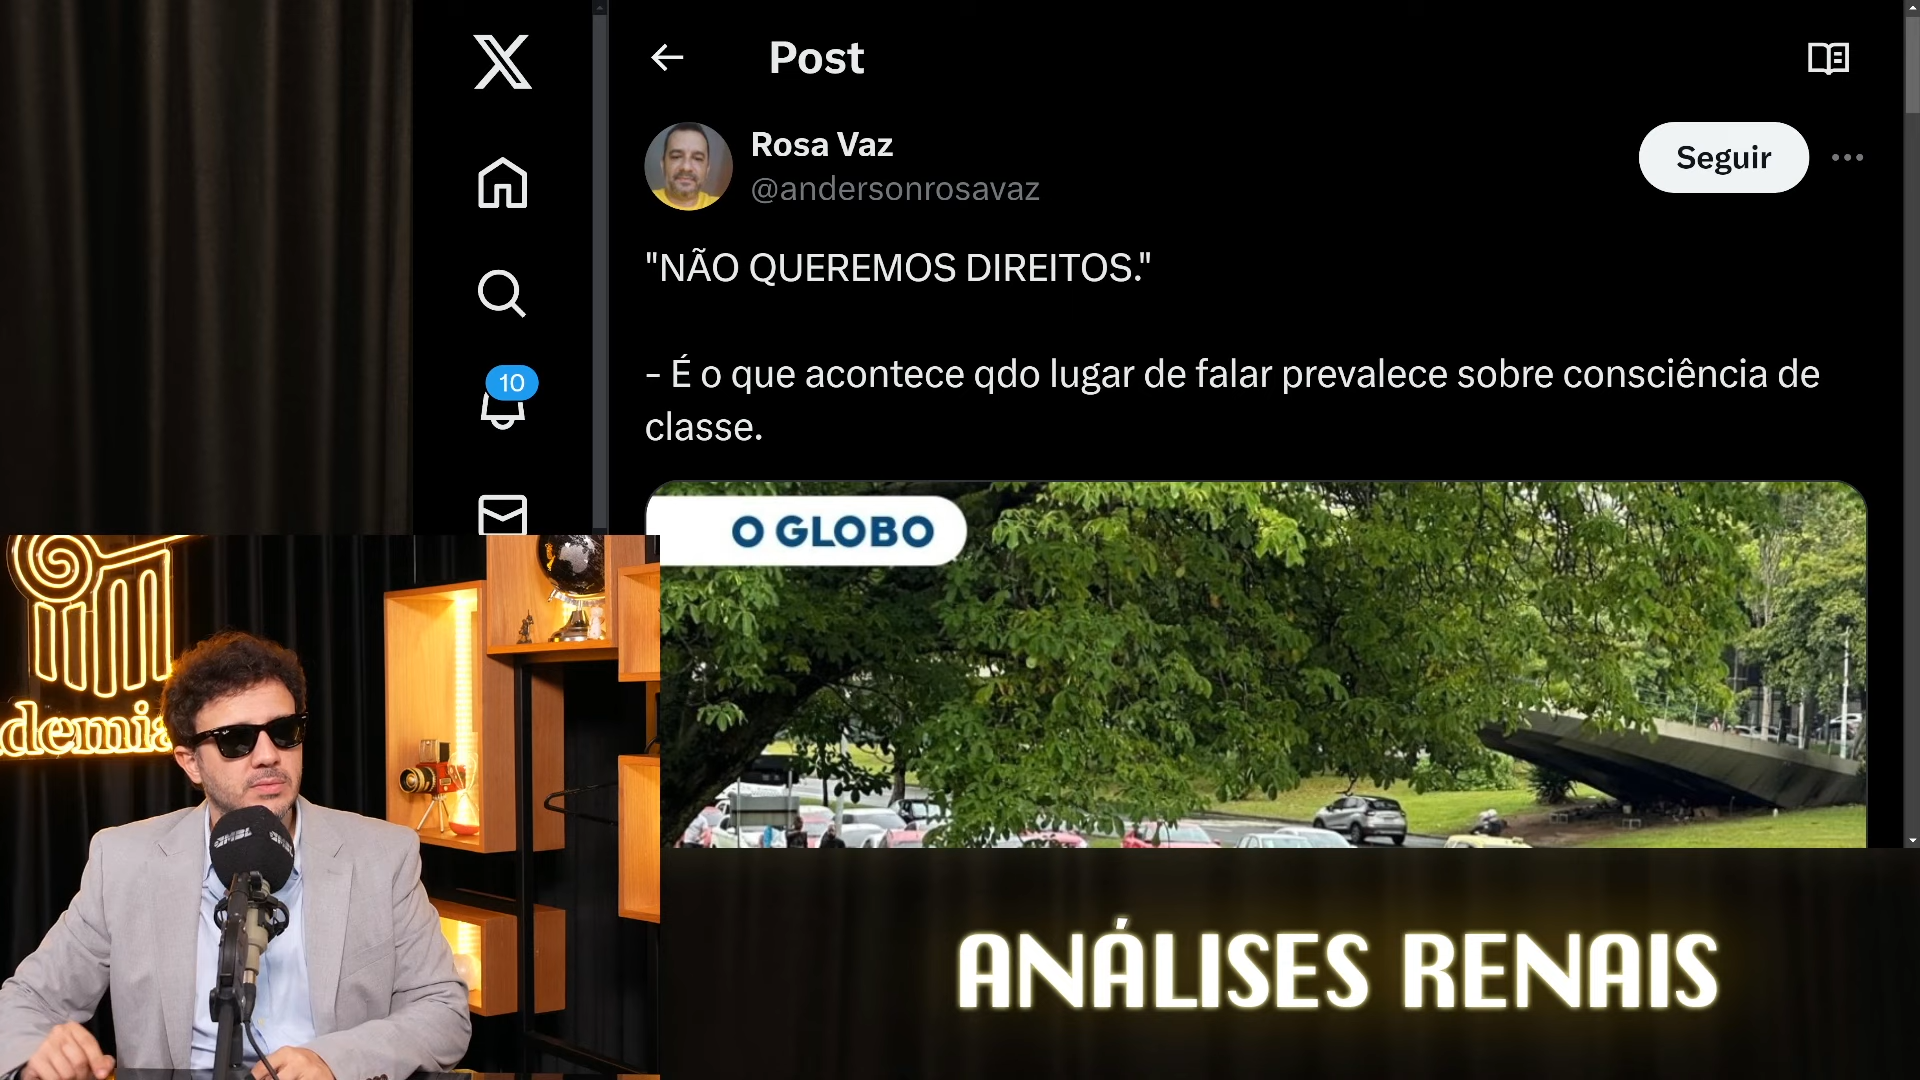 X
Post
Rosa Vaz
@andersonrosavaz
Seguir
"NÃO QUEREMOS DIREITOS."
- É o que acontece qdo lugar de falar prevalece sobre consciência de
classe.
10
O GLOBO
demia
ANÁLISES RENAIS